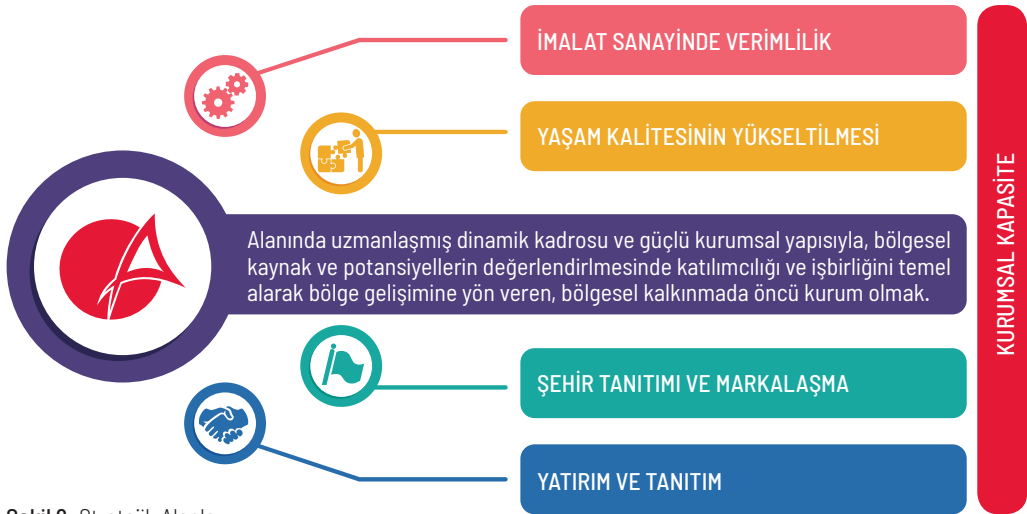 İMALAT SANAYİNDE VERİMLİLİK
YAŞAM KALİTESİNİN YÜKSELTİLMESİ
Alanında uzmanlaşmış dinamik kadrosu ve güçlü kurumsal yapısıyla, bölgesel
kaynak ve potansiyellerin değerlendirilmesinde katılımcılığı ve işbirliğini temel
alarak bölge gelişimine yön veren, bölgesel kalkınmada öncü kurum olmak.
ŞEHİR TANITIMI VE MARKALAŞMA
YATIRIM VE TANITIM
KURUMSAL KAPASİTE